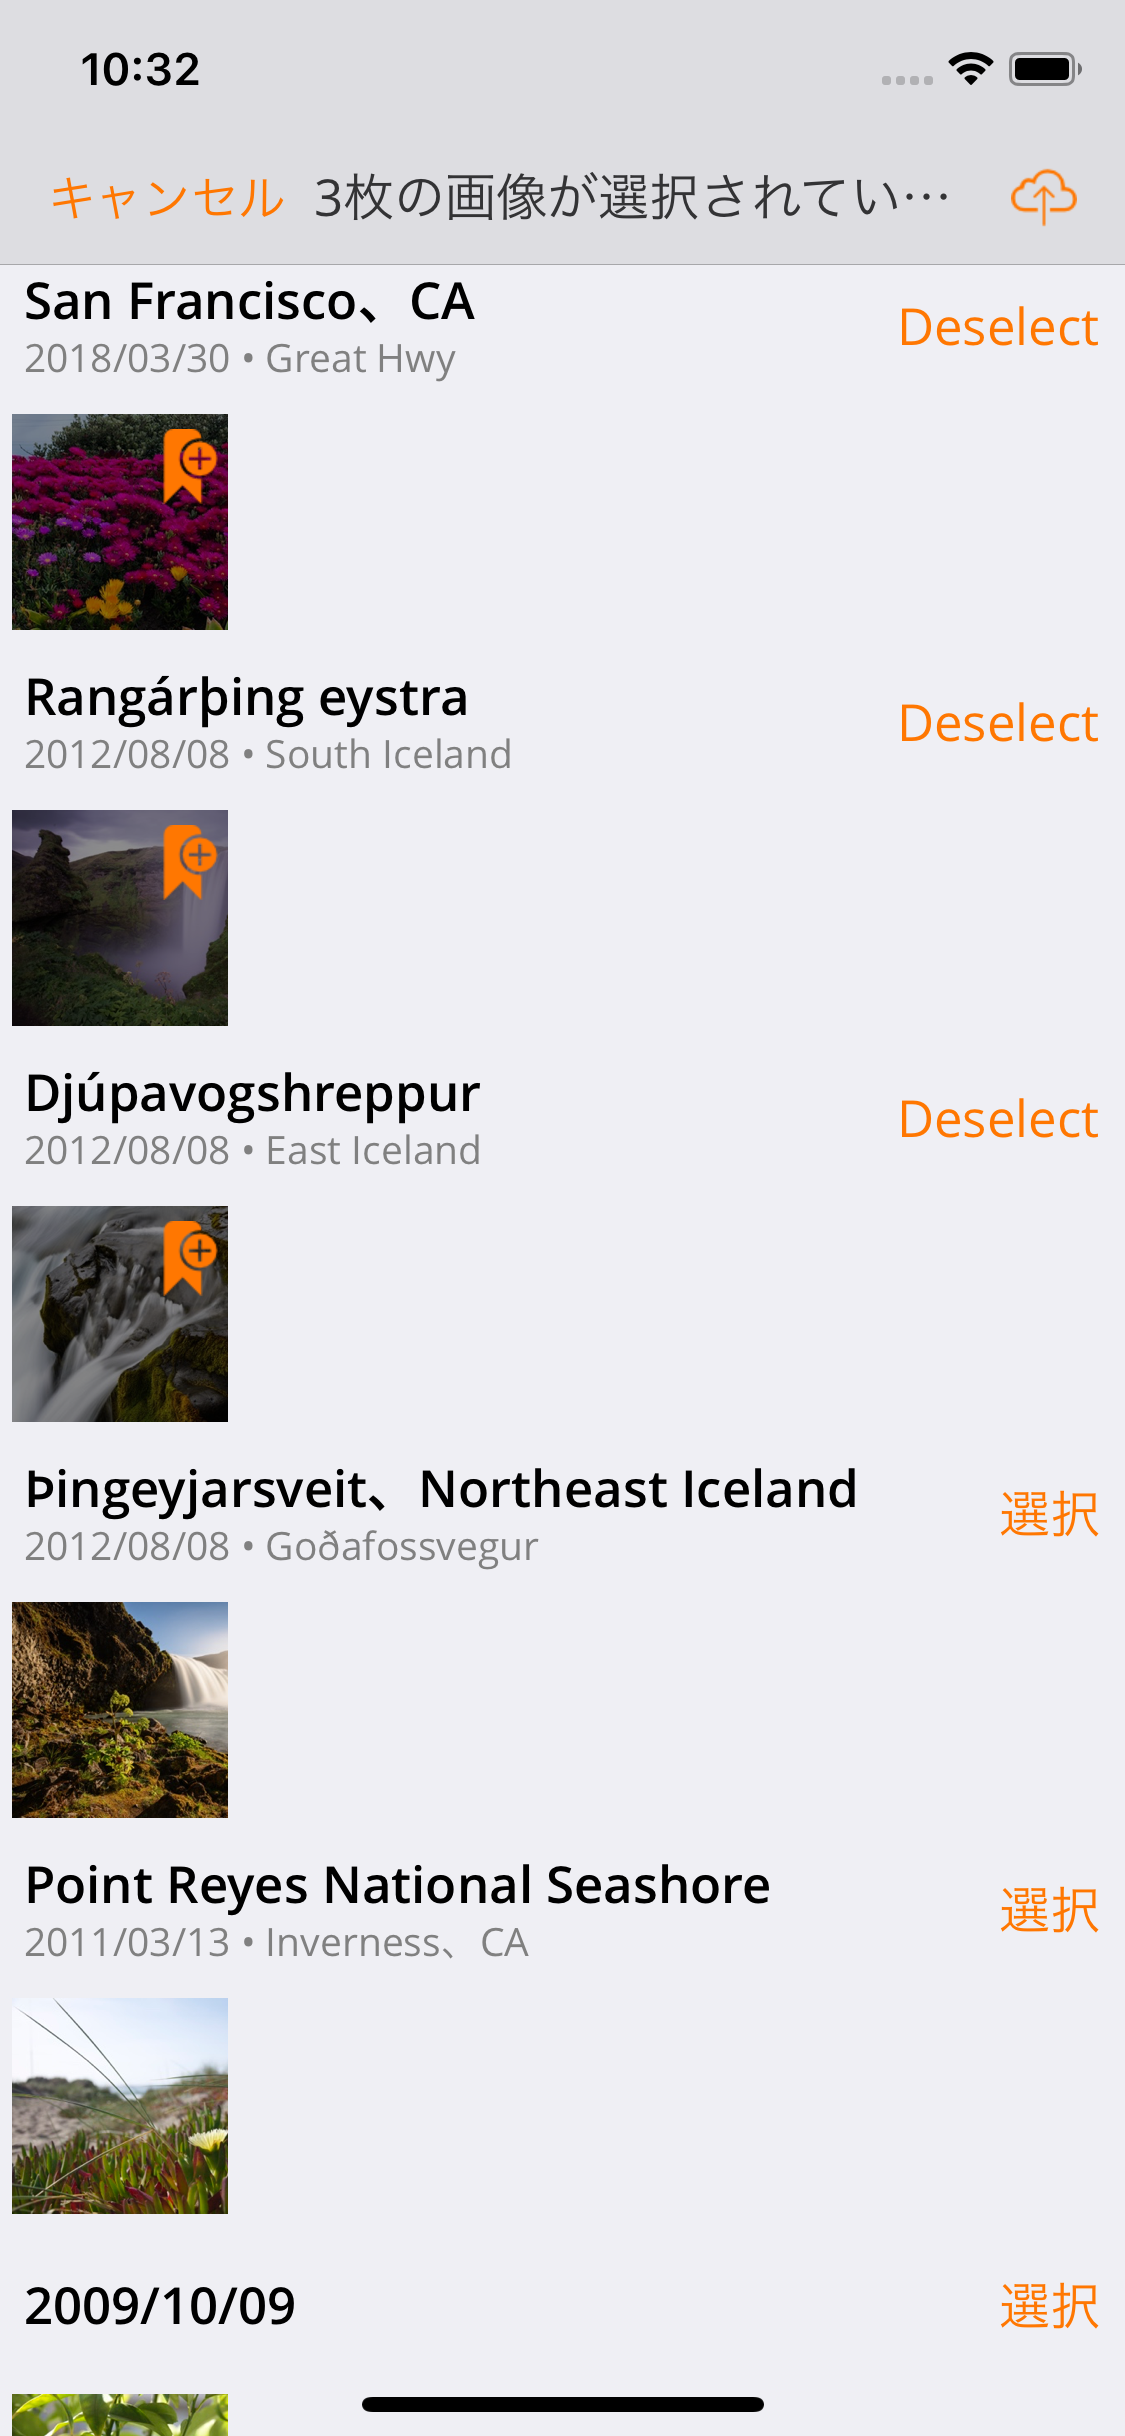 10:32
キャンセル 3枚の画像が選択されてい…
San Francisco、CA
2018/03/30 • Great Hwy
Deselect
Rangárþing eystra
2012/08/08 • South Iceland
Deselect
Djúpavogshreppur
2012/08/08 • East Iceland
Deselect
Þingeyjarsveit、Northeast Iceland
2012/08/08 • Goðafossvegur
選択
Point Reyes National Seashore
2011/03/13 • Inverness、CA
選択
2009/10/09
選択